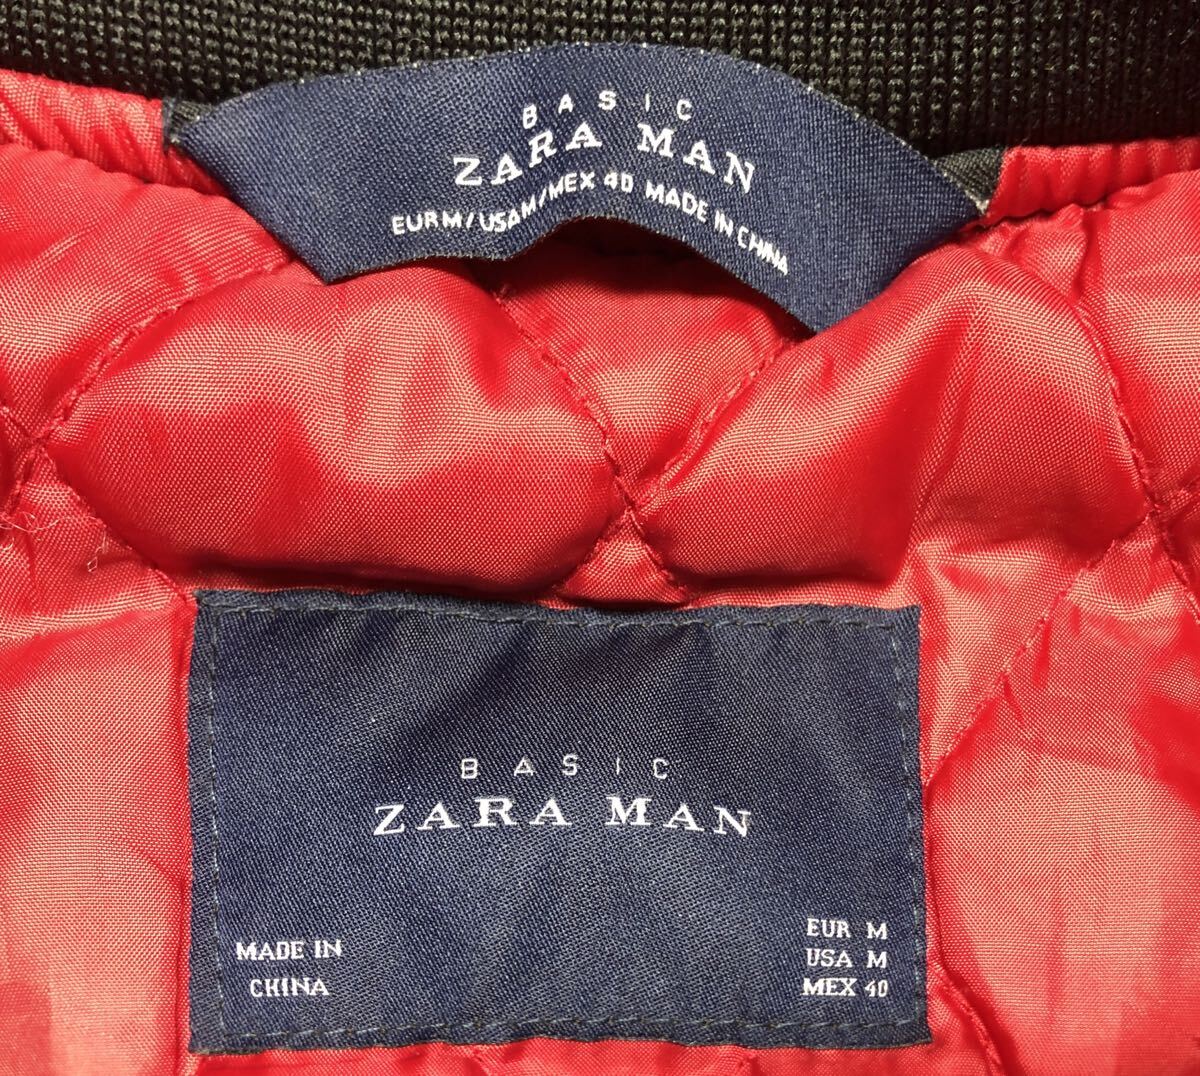 BASIC
ZARA MAN
EUR M/USA M/MEX 40 MADE IN CHINA
BASIC
ZARA MAN
MADE IN
CHINA
EUR M
USA M
MEX 40